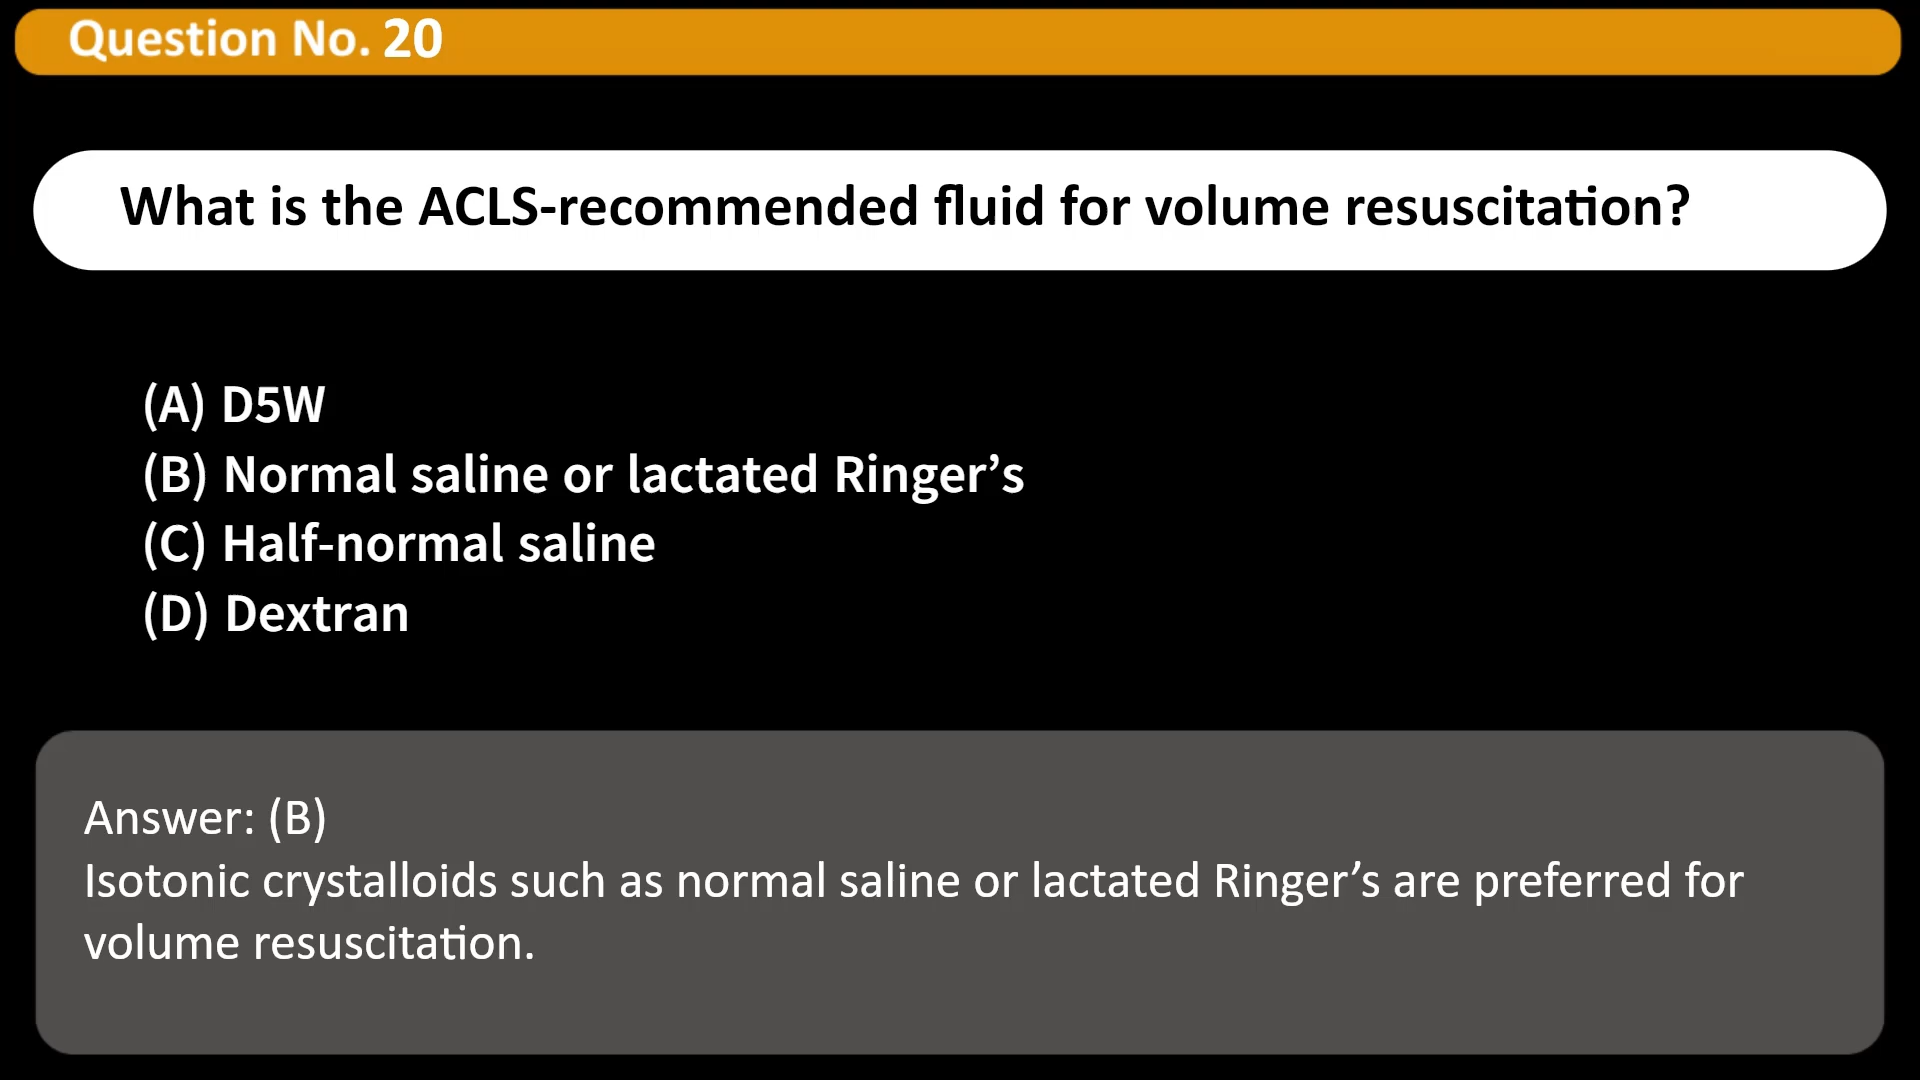 Question No. 20
What is the ACLS-recommended fluid for volume resuscitation?
(A) D5W
(B) Normal saline or lactated Ringer’s
(C) Half-normal saline
(D) Dextran
Answer: (B)
Isotonic crystalloids such as normal saline or lactated Ringer’s are preferred for
volume resuscitation.